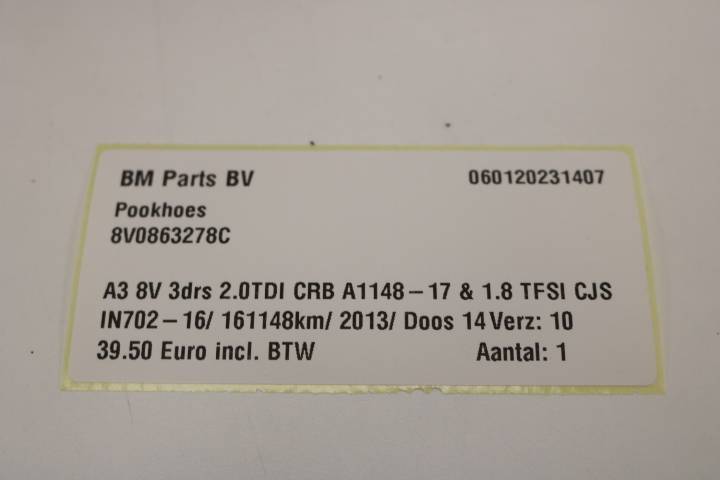 BM Parts BV 060120231407
Pookhoes
8V0863278C
A3 8V 3drs 2.0TDI CRB A1148-17 & 1.8 TFSI CJS
IN702-16/ 161148km/ 2013/ Doos 14 Verz: 10
39.50 Euro incl. BTW Aantal: 1